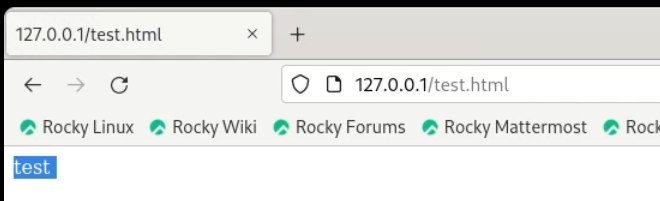 127.0.0.1/test.html × +
127.0.0.1/test.html
Rocky Linux Rocky Wiki Rocky Forums Rocky Mattermost Rock
test